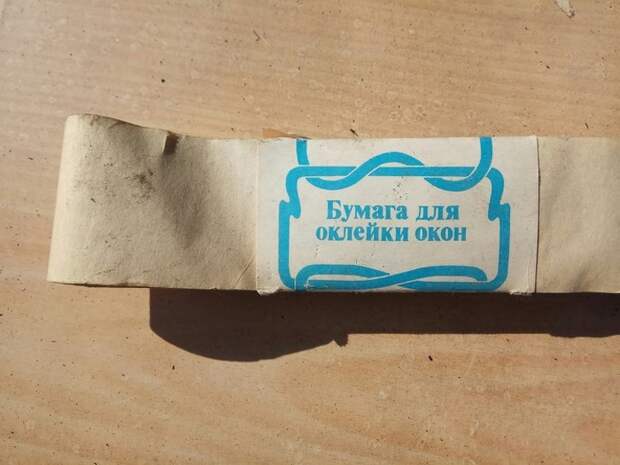 Бумага для
оклейки окон